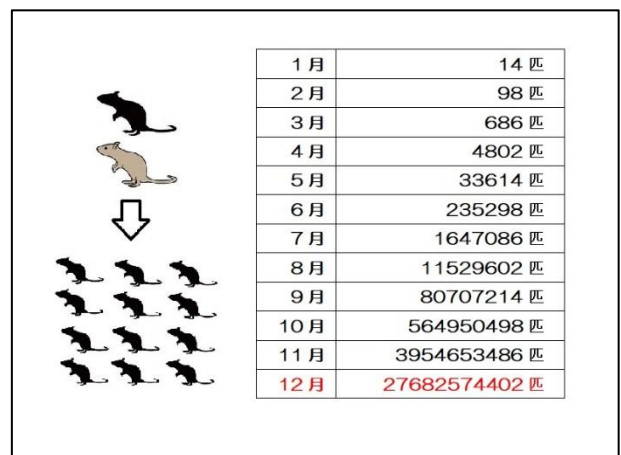 1月 14匹
2月 98匹
3月 686匹
4月 4802匹
5月 33614匹
6月 235298匹
7月 1647086匹
8月 11529602匹
9月 80707214匹
10月 564950498匹
11月 3954653486匹
12月 27682574402匹